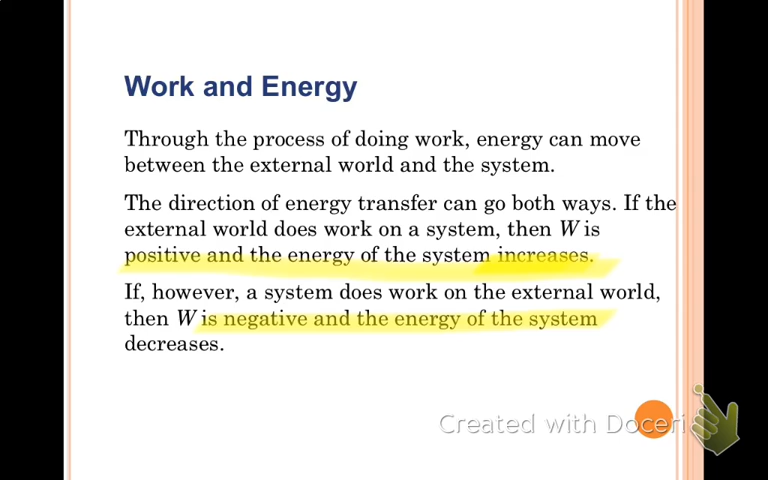 Work and Energy
Through the process of doing work, energy can move
between the external world and the system.
The direction of energy transfer can go both ways. If the
external world does work on a system, then W is
positive and the energy of the system increases.
If, however, a system does work on the external world,
then W is negative and the energy of the system
decreases.
Created with Doceri